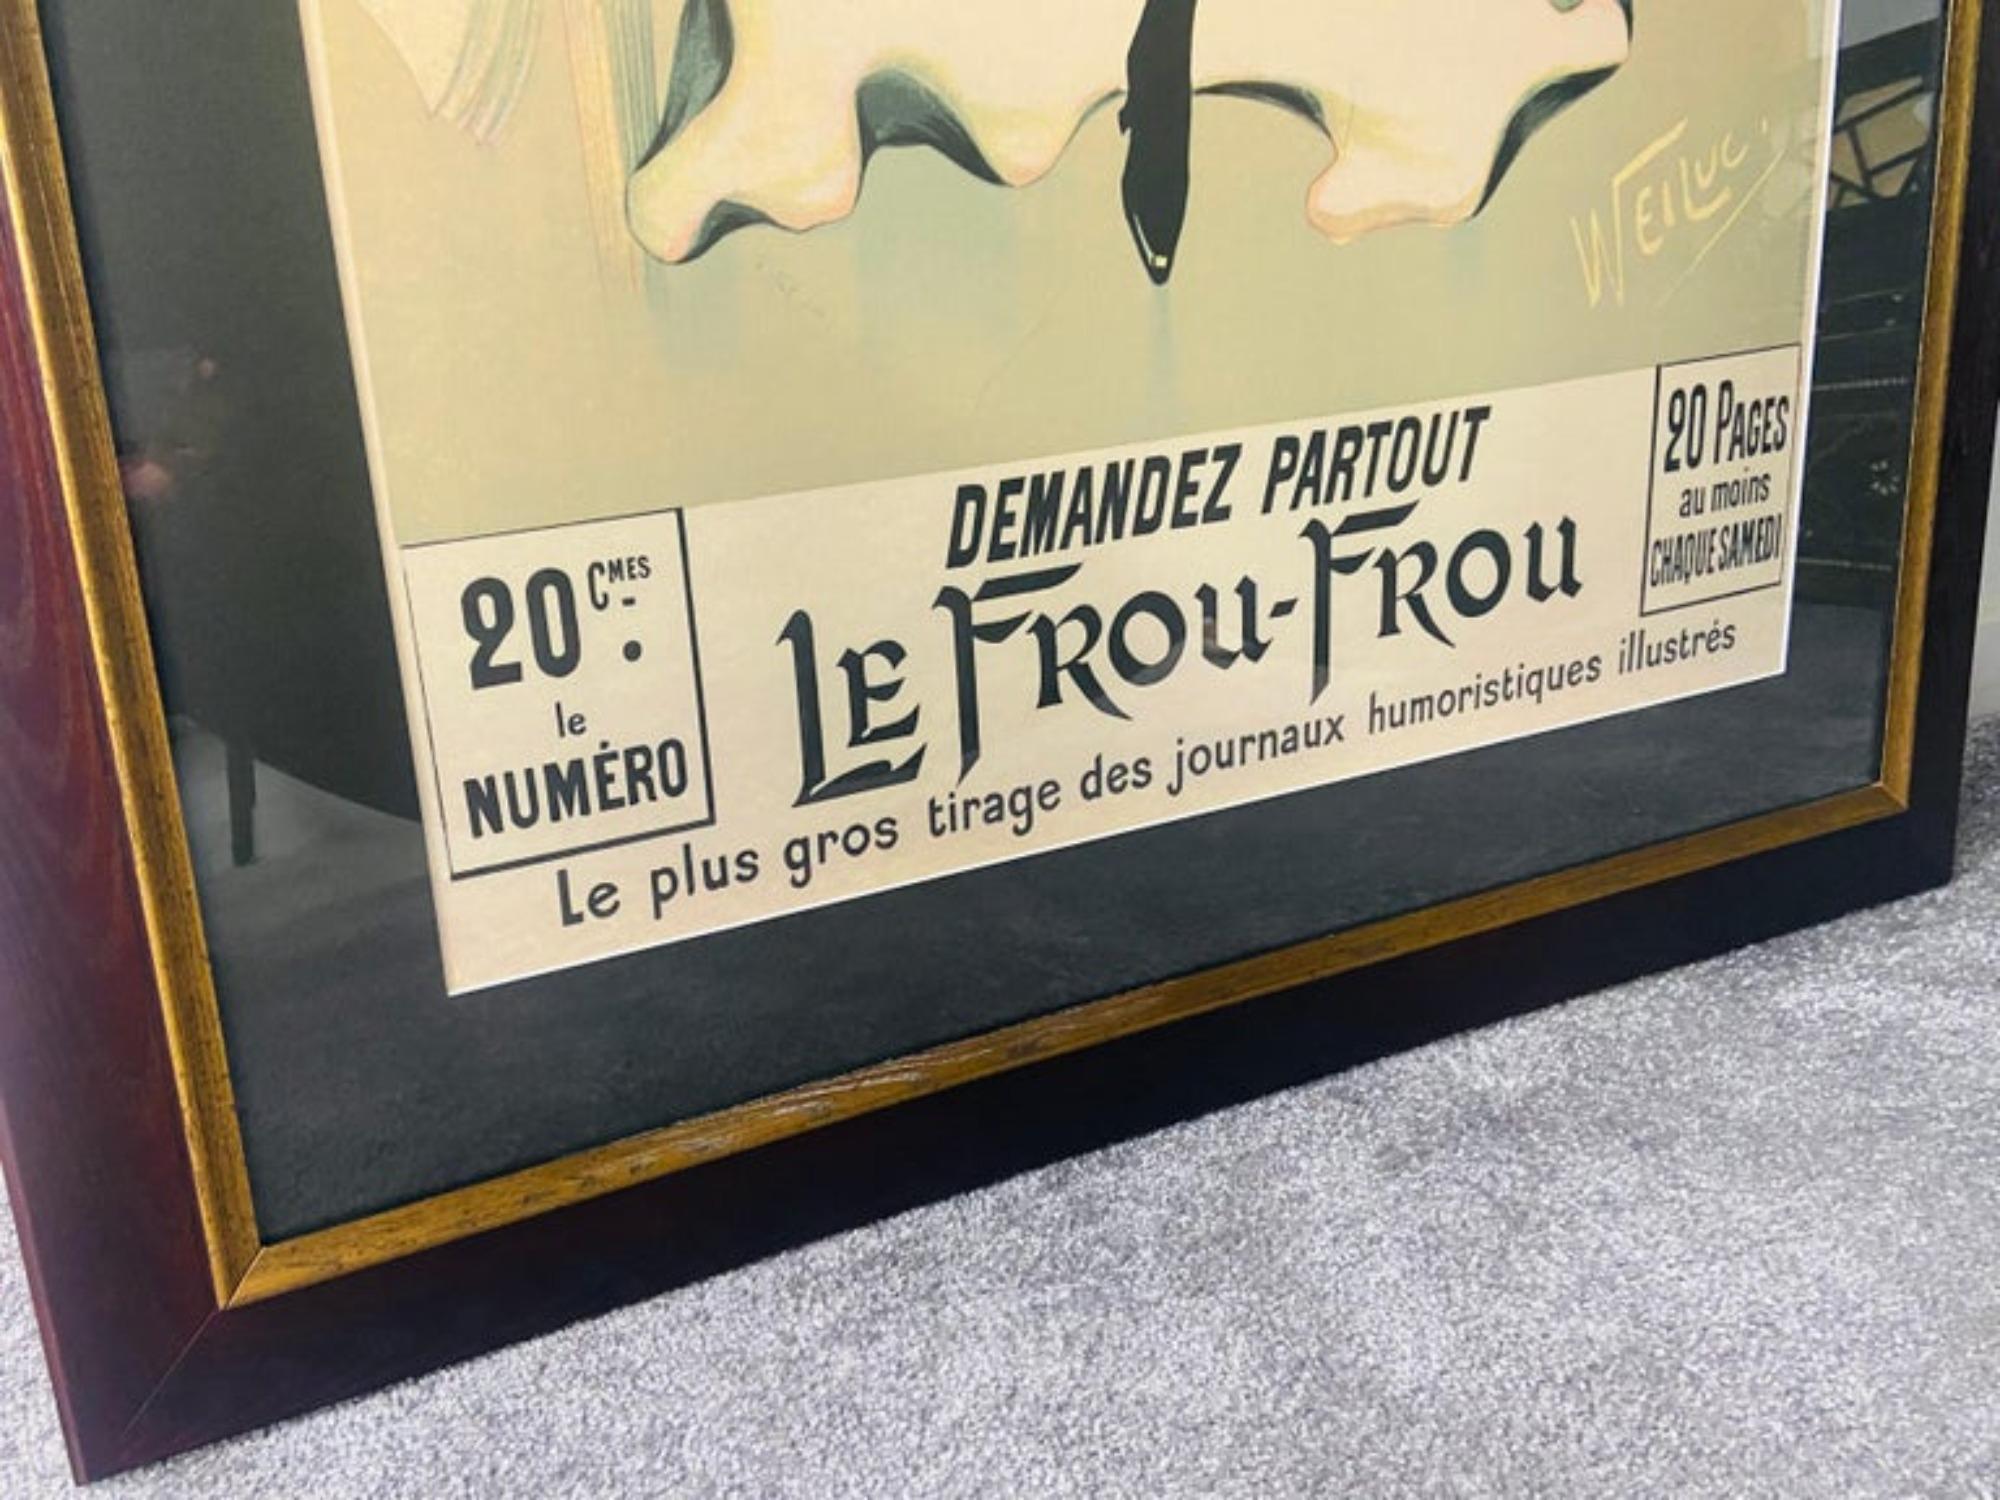 WEILUC
DEMANDEZ PARTOUT
20 PAGES
au moins
CHAQUE SAMEDI
20 CMES.
le
NUMÉRO
LE FROU-FROU
Le plus gros tirage des journaux humoristiques illustrés